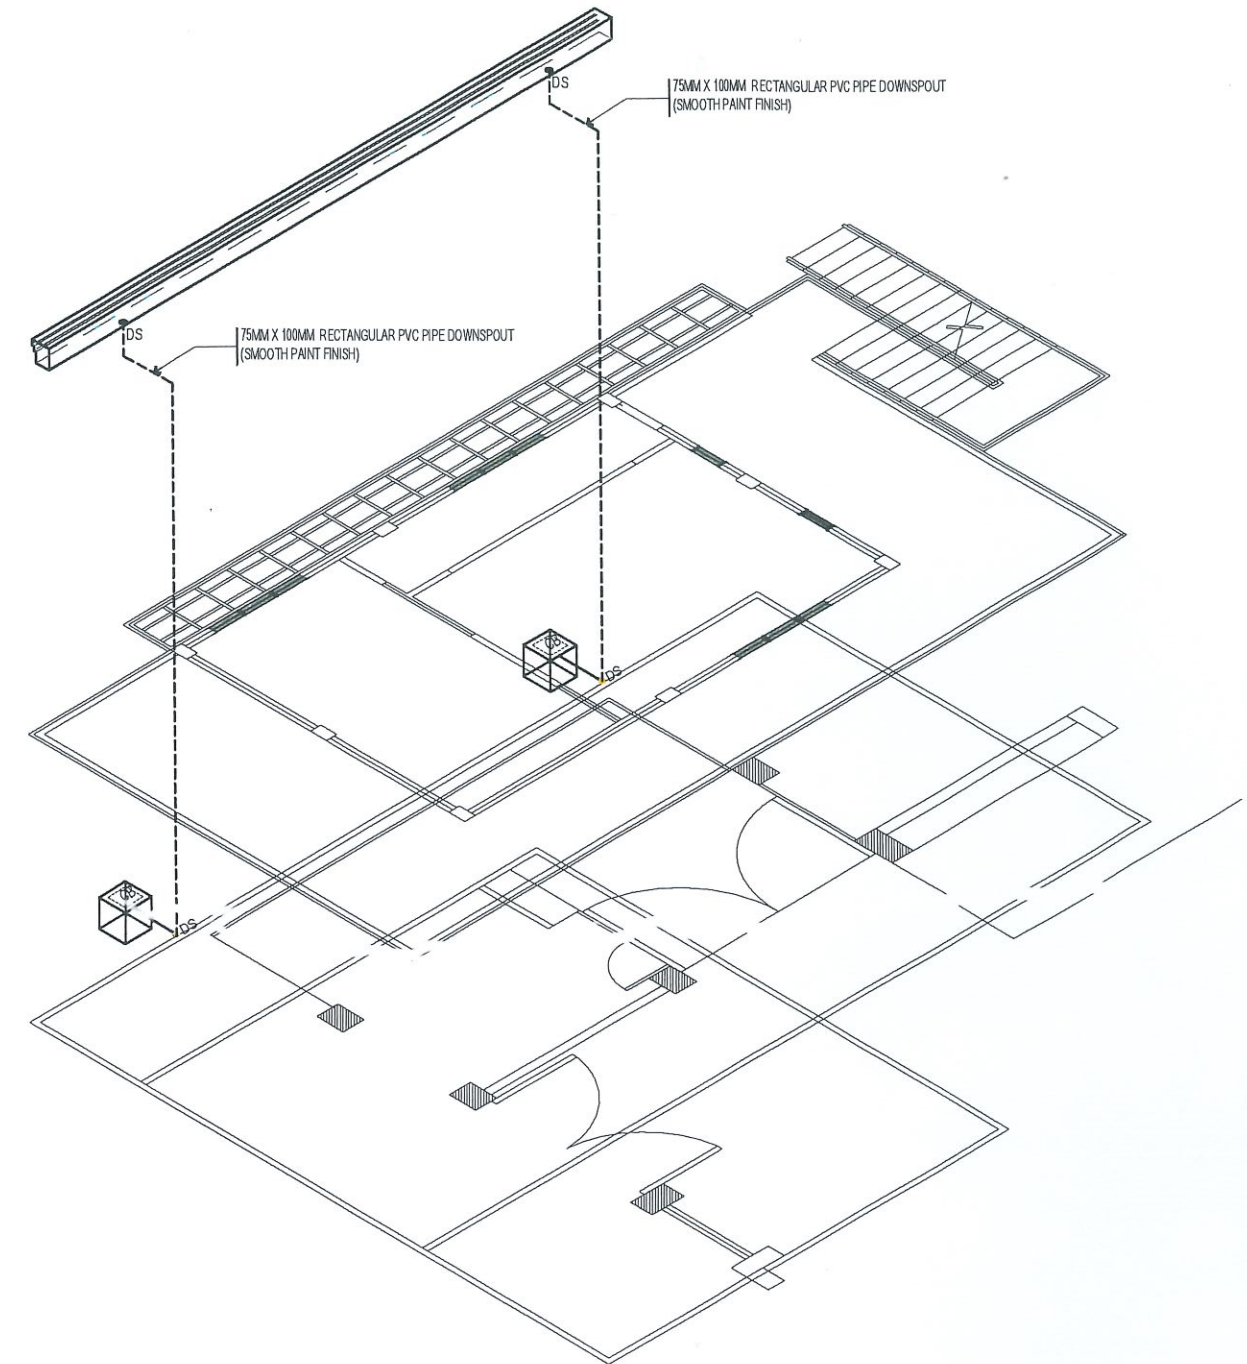 DS
75MM X 100MM RECTANGULAR PVC PIPE DOWNSPOUT
(SMOOTH PAINT FINISH)
DS
75MM X 100MM RECTANGULAR PVC PIPE DOWNSPOUT
(SMOOTH PAINT FINISH)
DS
DS